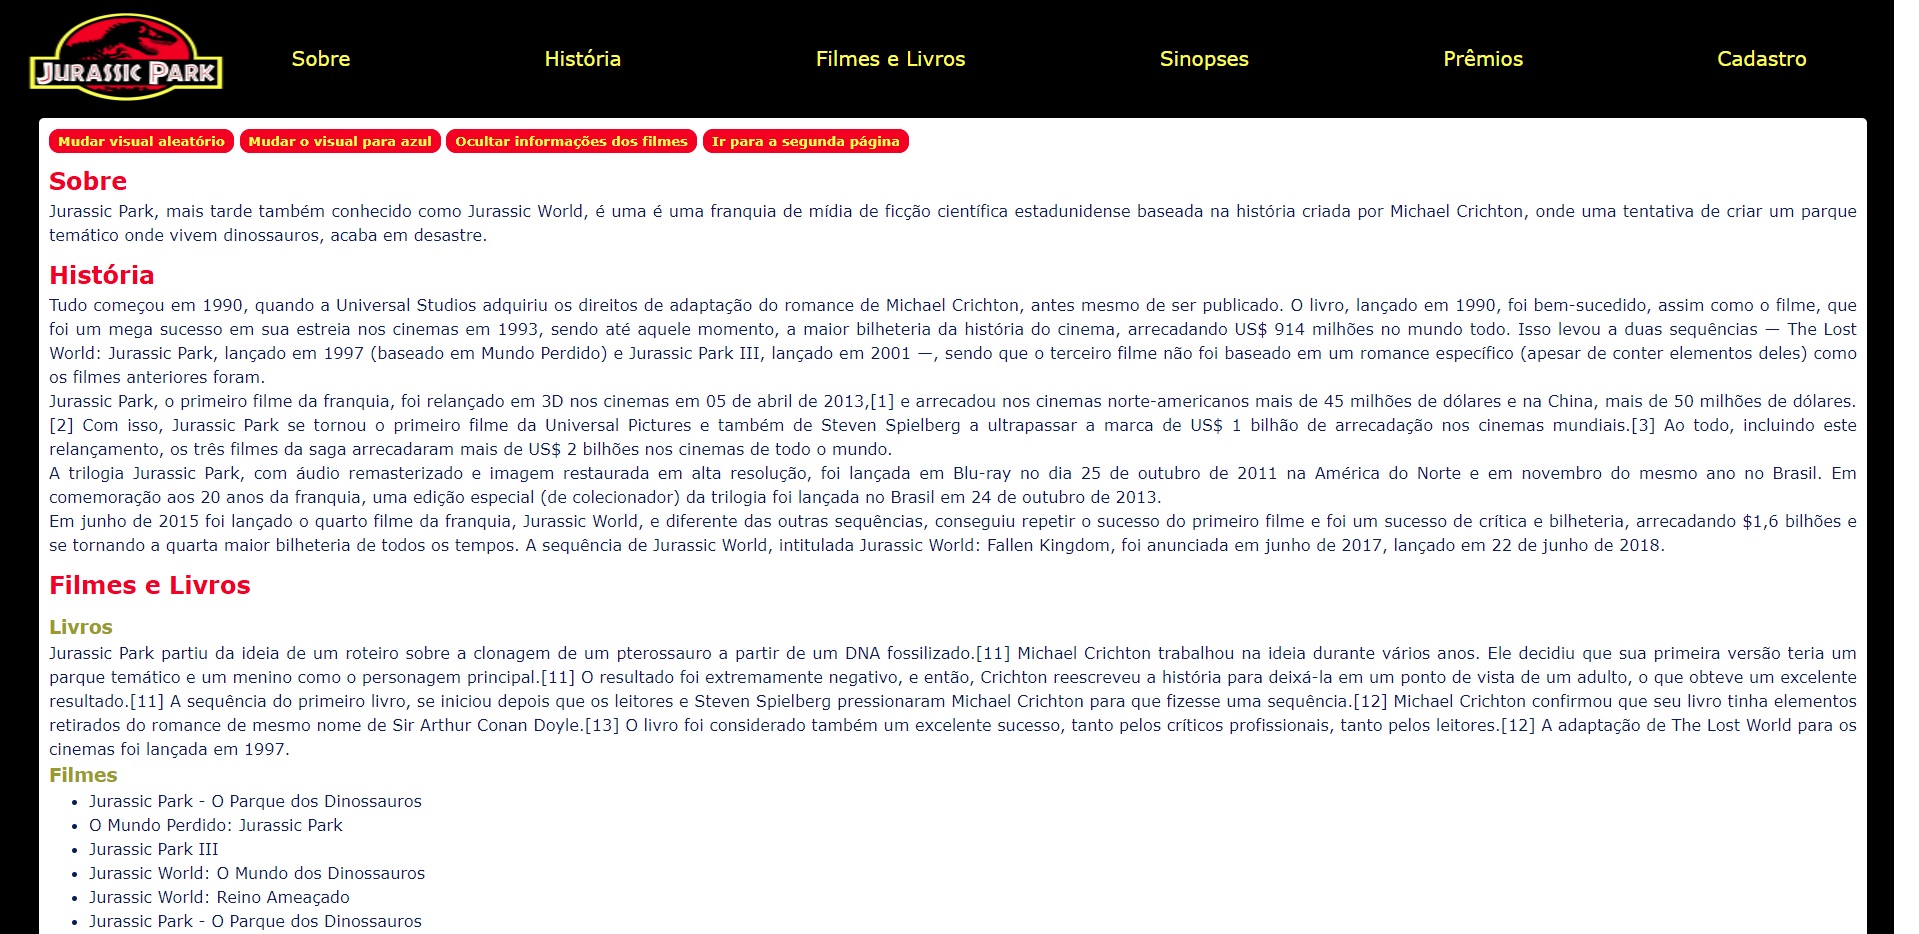 JURASSIC PARK
Sobre
História
Filmes e Livros
Sinopses
Prêmios
Cadastro
Mudar visual aleatório
Mudar o visual para azul
Ocultar informações dos filmes
Ir para a segunda página
Sobre
Jurassic Park, mais tarde também conhecido como Jurassic World, é uma é uma franquia de mídia de ficção científica estadunidense baseada na história criada por Michael Crichton, onde uma tentativa de criar um parque
temático onde vivem dinossauros, acaba em desastre.
História
Tudo começou em 1990, quando a Universal Studios adquiriu os direitos de adaptação do romance de Michael Crichton, antes mesmo de ser publicado. O livro, lançado em 1990, foi bem-sucedido, assim como o filme, que
foi um mega sucesso em sua estreia nos cinemas em 1993, sendo até aquele momento, a maior bilheteria da história do cinema, arrecadando US$ 914 milhões no mundo todo. Isso levou a duas sequências — The Lost
World: Jurassic Park, lançado em 1997 (baseado em Mundo Perdido) e Jurassic Park III, lançado em 2001 —, sendo que o terceiro filme não foi baseado em um romance específico (apesar de conter elementos deles) como
os filmes anteriores foram.
Jurassic Park, o primeiro filme da franquia, foi relançado em 3D nos cinemas em 05 de abril de 2013,[1] e arrecadou nos cinemas norte-americanos mais de 45 milhões de dólares e na China, mais de 50 milhões de dólares.
[2] Com isso, Jurassic Park se tornou o primeiro filme da Universal Pictures e também de Steven Spielberg a ultrapassar a marca de US$ 1 bilhão de arrecadação nos cinemas mundiais.[3] Ao todo, incluindo este
relançamento, os três filmes da saga arrecadaram mais de US$ 2 bilhões nos cinemas de todo o mundo.
A trilogia Jurassic Park, com áudio remasterizado e imagem restaurada em alta resolução, foi lançada em Blu-ray no dia 25 de outubro de 2011 na América do Norte e em novembro do mesmo ano no Brasil. Em
comemoração aos 20 anos da franquia, uma edição especial (de colecionador) da trilogia foi lançada no Brasil em 24 de outubro de 2013.
Em junho de 2015 foi lançado o quarto filme da franquia, Jurassic World, e diferente das outras sequências, conseguiu repetir o sucesso do primeiro filme e foi um sucesso de crítica e bilheteria, arrecadando $1,6 bilhões e
se tornando a quarta maior bilheteria de todos os tempos. A sequência de Jurassic World, intitulada Jurassic World: Fallen Kingdom, foi anunciada em junho de 2017, lançado em 22 de junho de 2018.
Filmes e Livros
Livros
Jurassic Park partiu da ideia de um roteiro sobre a clonagem de um pterossauro a partir de um DNA fossilizado.[11] Michael Crichton trabalhou na ideia durante vários anos. Ele decidiu que sua primeira versão teria um
parque temático e um menino como o personagem principal.[11] O resultado foi extremamente negativo, e então, Crichton reescreveu a história para deixá-la em um ponto de vista de um adulto, o que obteve um excelente
resultado.[11] A sequência do primeiro livro, se iniciou depois que os leitores e Steven Spielberg pressionaram Michael Crichton para que fizesse uma sequência.[12] Michael Crichton confirmou que seu livro tinha elementos
retirados do romance de mesmo nome de Sir Arthur Conan Doyle.[13] O livro foi considerado também um excelente sucesso, tanto pelos críticos profissionais, tanto pelos leitores.[12] A adaptação de The Lost World para os
cinemas foi lançada em 1997.
Filmes
• Jurassic Park - O Parque dos Dinossauros
• O Mundo Perdido: Jurassic Park
• Jurassic Park III
• Jurassic World: O Mundo dos Dinossauros
• Jurassic World: Reino Ameaçado
• Jurassic Park - O Parque dos Dinossauros